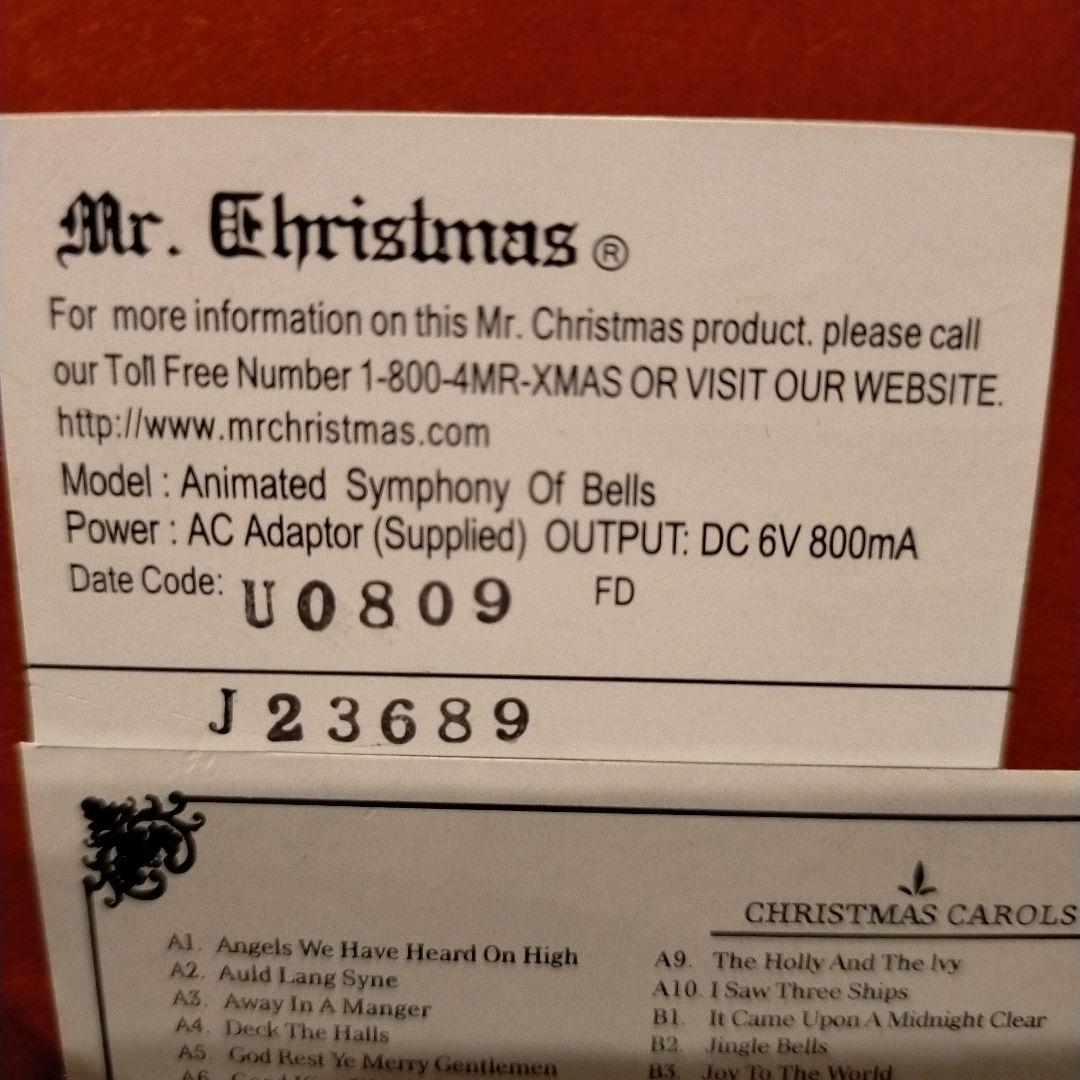 Mr. Christmas ®
For more information on this Mr. Christmas product. please call
our Toll Free Number 1-800-4MR-XMAS OR VISIT OUR WEBSITE.
http://www.mrchristmas.com
Model : Animated Symphony Of Bells
Power : AC Adaptor (Supplied) OUTPUT: DC 6V 800mA
Date Code: U0809 FD
J23689
CHRISTMAS CAROLS
A1. Angels We Have Heard On High
A2. Auld Lang Syne
A3. Away In A Manger
A4. Deck The Halls
A5. God Rest Ye Merry Gentlemen
A6.
A9. The Holly And The Ivy
A10. I Saw Three Ships
B1. It Came Upon A Midnight Clear
B2. Jingle Bells
B3. Joy To The World